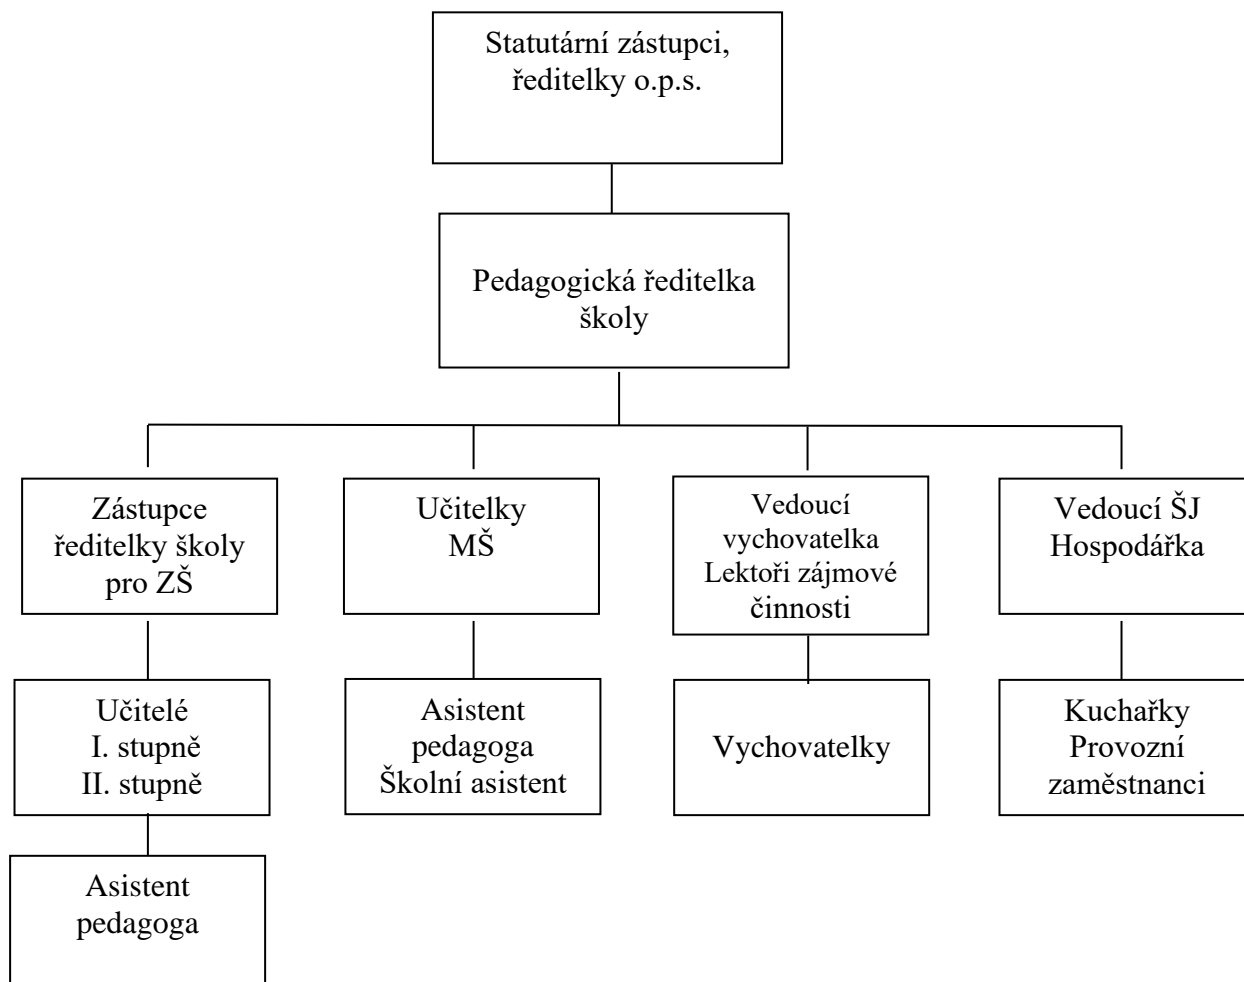 Statutární zástupci,
ředitelky o.p.s.
Pedagogická ředitelka
školy
Zástupce
ředitelky školy
pro ZŠ
Učitelky
MŠ
Vedoucí
vychovatelka
Lektoři zájmové
činnosti
Vedoucí ŠJ
Hospodářka
Učitelé
I. stupně
II. stupně
Asistent
pedagoga
Školní asistent
Vychovatelky
Kuchařky
Provozní
zaměstnanci
Asistent
pedagoga